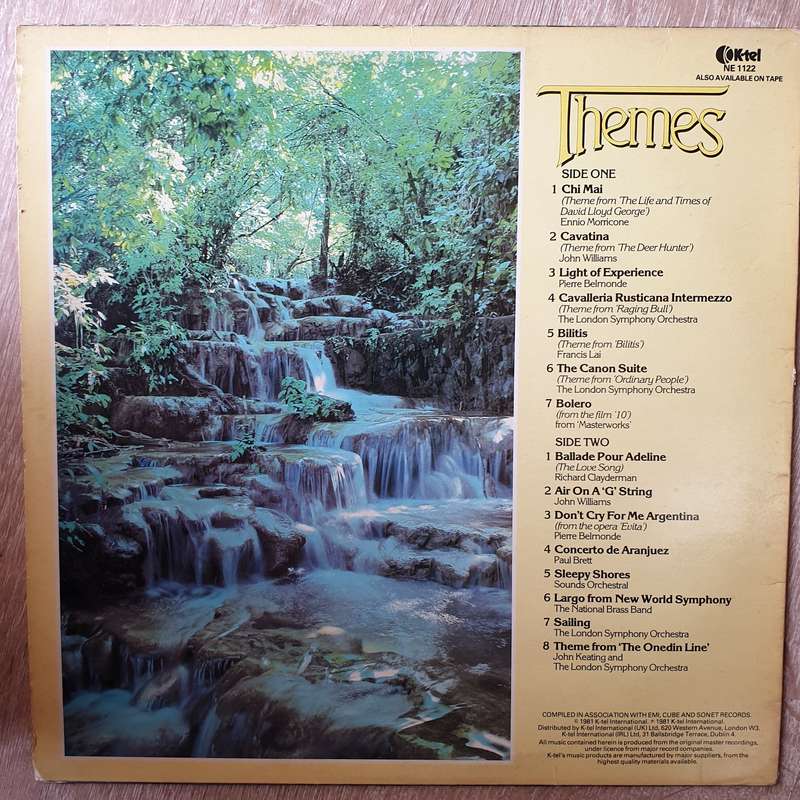 K-tel
NE 1122
ALSO AVAILABLE ON TAPE
Themes
SIDE ONE
1 Chi Mai
(Theme from 'The Life and Times of
David Lloyd George')
Ennio Morricone
2 Cavatina
(Theme from 'The Deer Hunter')
John Williams
3 Light of Experience
Pierre Belmonde
4 Cavalleria Rusticana Intermezzo
(Theme from 'Raging Bull')
The London Symphony Orchestra
5 Bilitis
(Theme from 'Bilitis')
Francis Lai
6 The Canon Suite
(Theme from 'Ordinary People')
The London Symphony Orchestra
7 Bolero
(from the film '10')
from 'Masterworks'
SIDE TWO
1 Ballade Pour Adeline
(The Love Song)
Richard Clayderman
2 Air On A 'G' String
John Williams
3 Don't Cry For Me Argentina
(from the opera 'Evita')
Pierre Belmonde
4 Concerto de Aranjuez
Paul Brett
5 Sleepy Shores
Sounds Orchestral
6 Largo from New World Symphony
The National Brass Band
7 Sailing
The London Symphony Orchestra
8 Theme from 'The Onedin Line'
John Keating and
The London Symphony Orchestra
COMPILED IN ASSOCIATION WITH EMI, CUBE AND SONET RECORDS.
© 1981 K-tel International. ℗ 1981 K-tel International.
Distributed by K-tel International (UK) Ltd, 620 Western Avenue, London W3.
K-tel International (IRL) Ltd, 31 Ballsbridge Terrace, Dublin 4.
All music contained herein is produced from the original master recordings,
under licence from major record companies.
K-tel's music products are manufactured by major suppliers, from the
highest quality materials available.